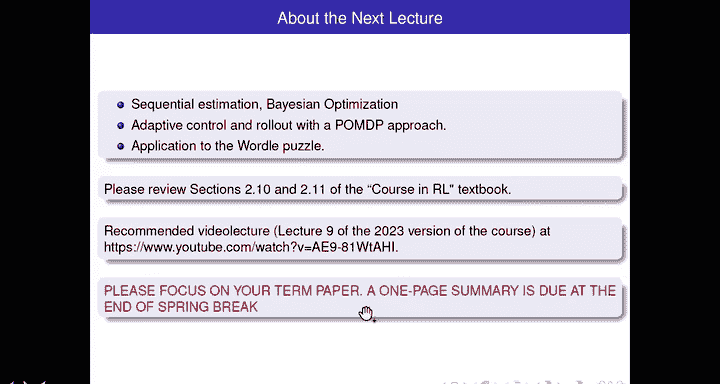 About the Next Lecture
Sequential estimation, Bayesian Optimization
Adaptive control and rollout with a POMDP approach.
Application to the Wordle puzzle.
Please review Sections 2.10 and 2.11 of the “Course in RL" textbook.
Recommended videolecture (Lecture 9 of the 2023 version of the course) at
https://www.youtube.com/watch?v=AE9-81WtAHI.
PLEASE FOCUS ON YOUR TERM PAPER. A ONE-PAGE SUMMARY IS DUE AT THE
END OF SPRING BREAK